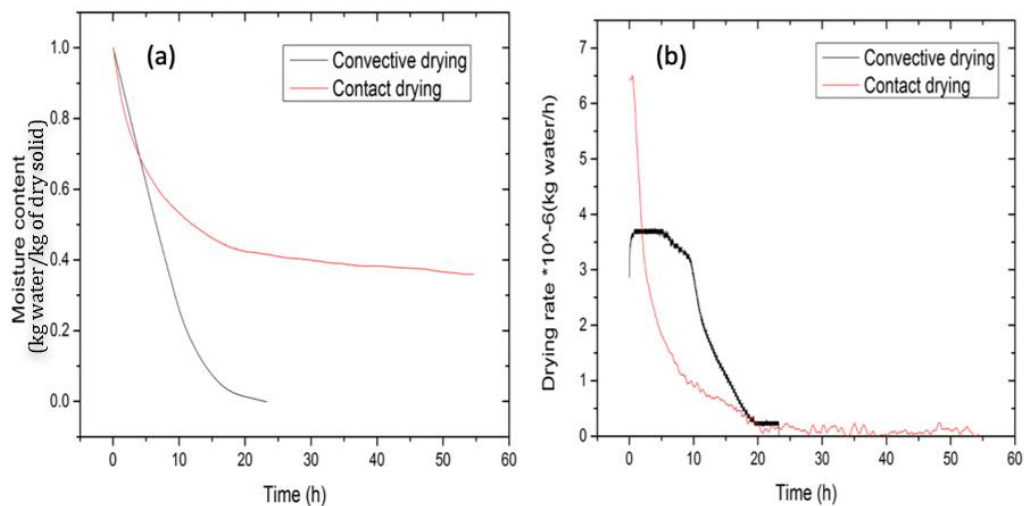 (a)
Convective drying
Contact drying
Moisture content
(kg water/kg of dry solid)
1.0
0.8
0.6
0.4
0.2
0.0
0 10 20 30 40 50 60
Time (h)
(b)
Convective drying
Contact drying
Drying rate *10^-6(kg water/h)
7
6
5
4
3
2
1
0
0 10 20 30 40 50 60
Time (h)